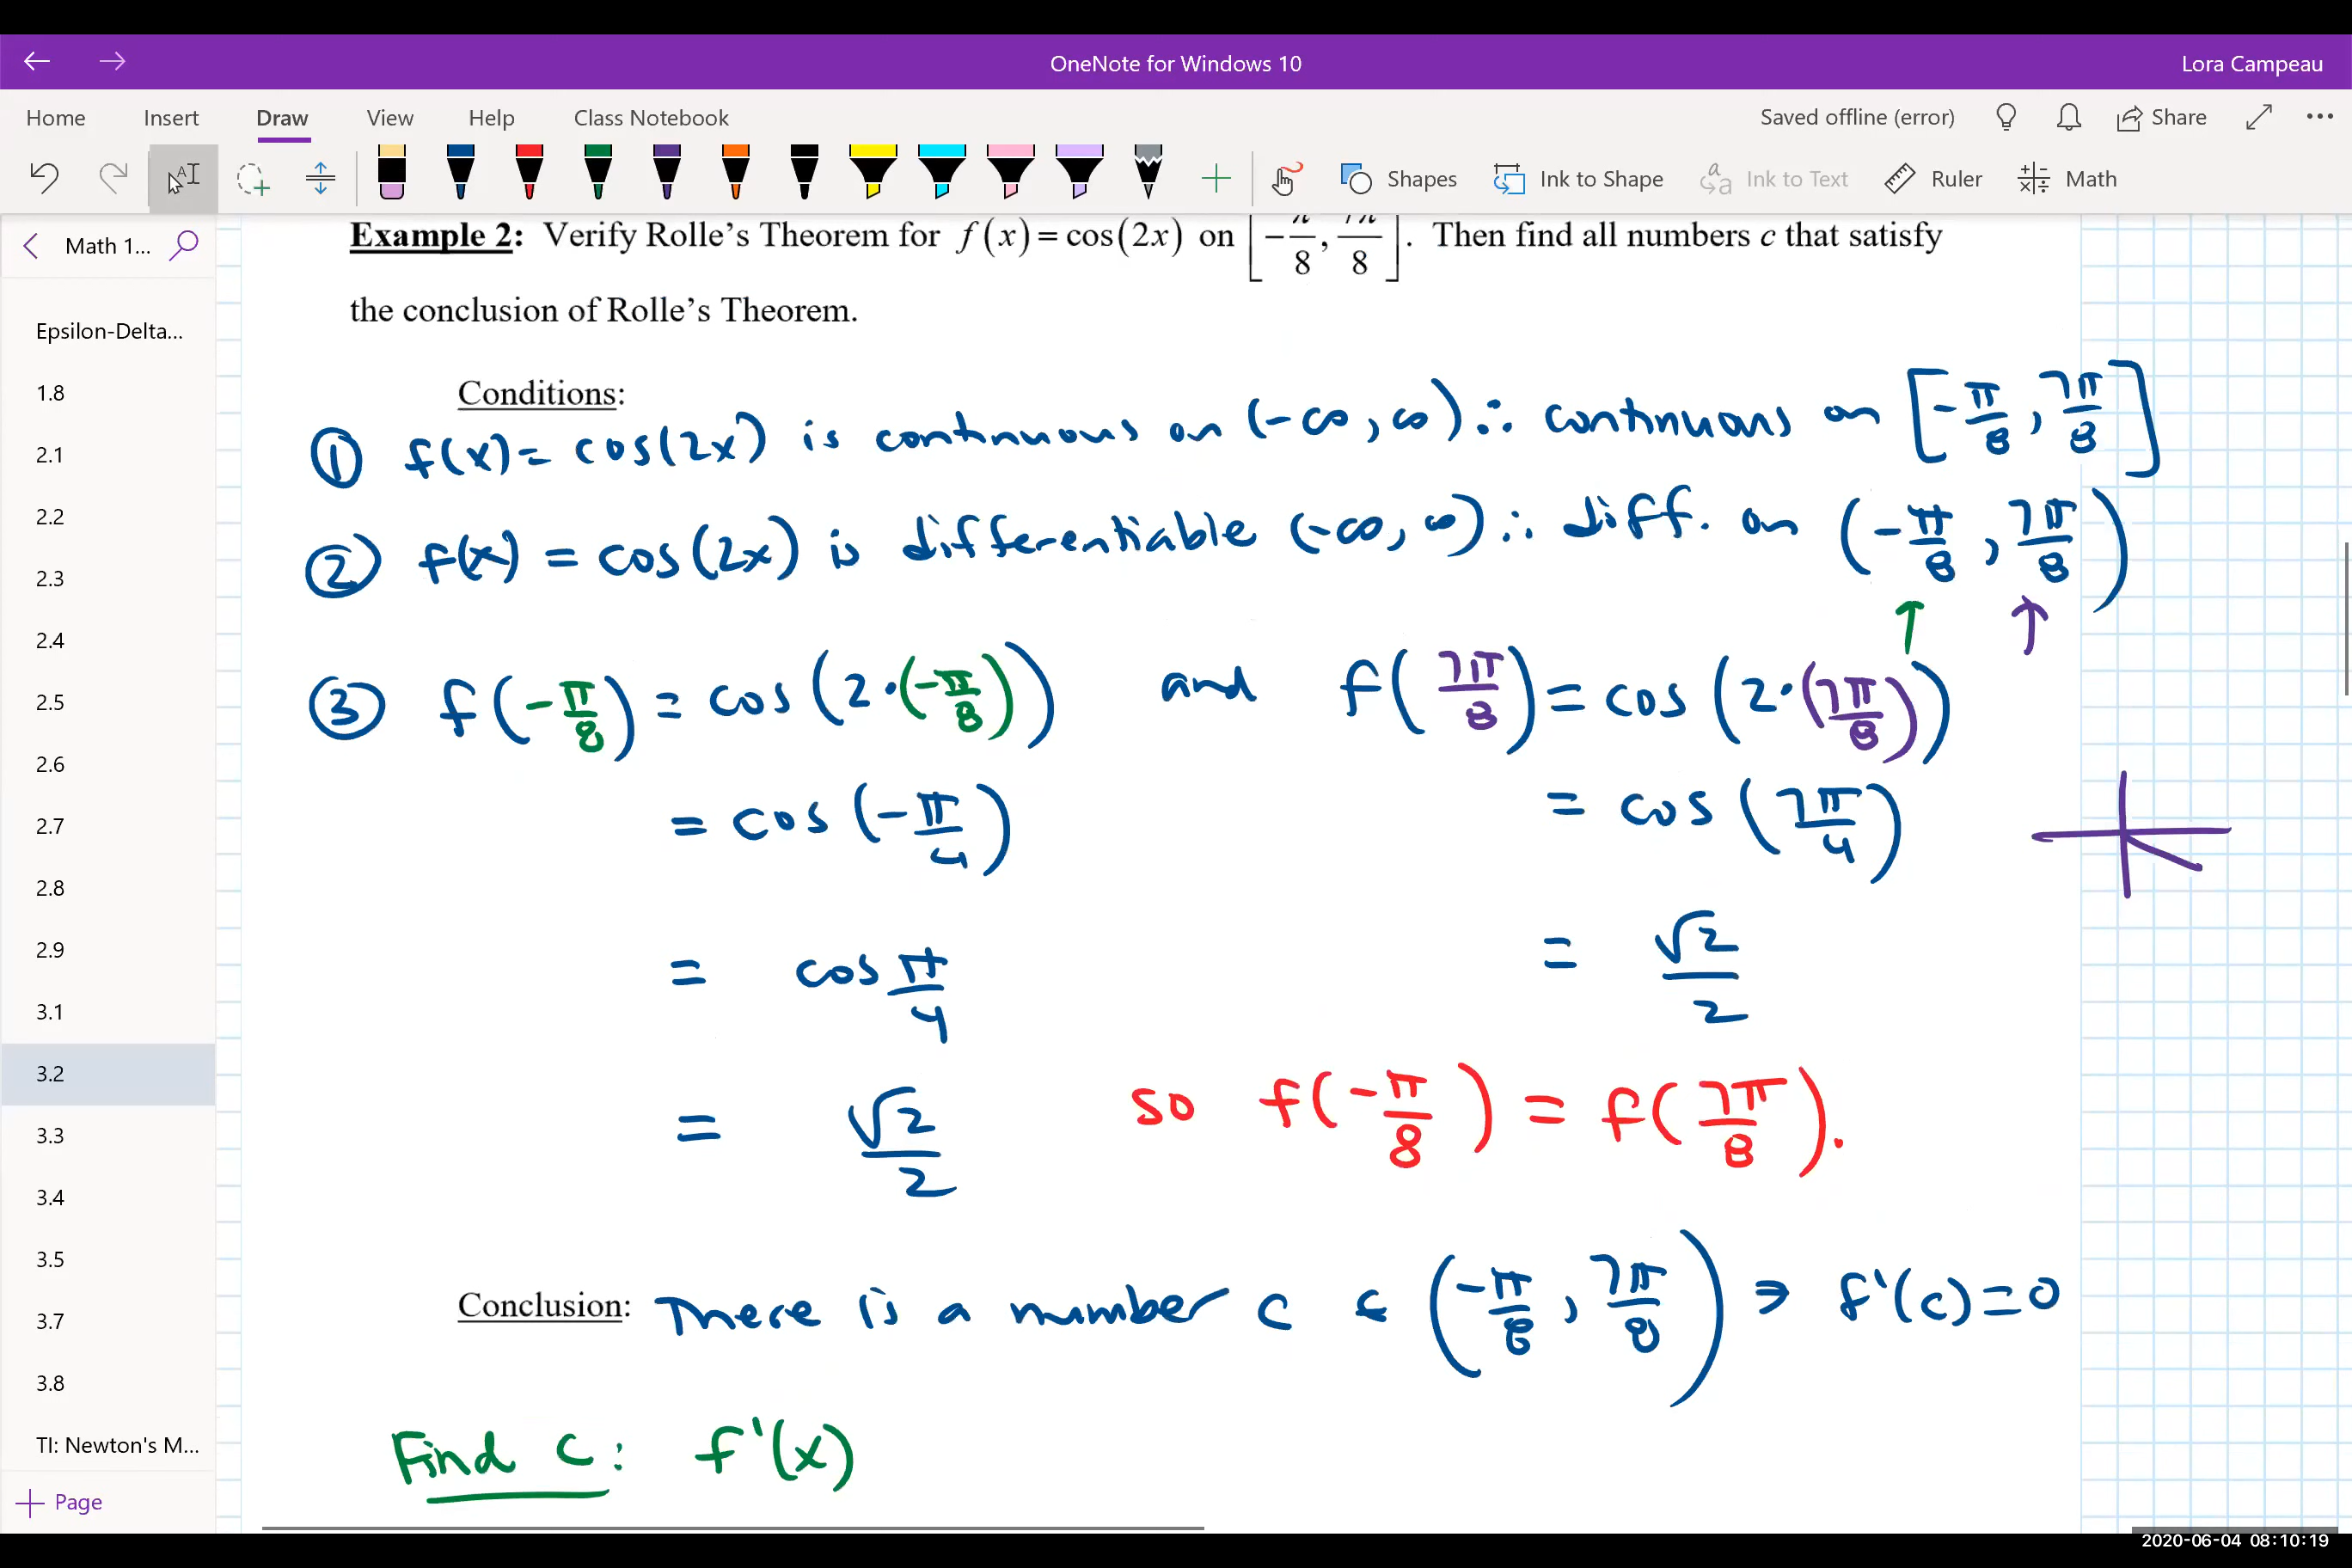 OneNote for Windows 10
Lora Campeau
Home Insert Draw View Help Class Notebook
Saved offline (error) Share
Shapes Ink to Shape Ink to Text Ruler Math
Math 1...
Epsilon-Delta...
1.8
2.1
2.2
2.3
2.4
2.5
2.6
2.7
2.8
2.9
3.1
3.2
3.3
3.4
3.5
3.7
3.8
TI: Newton's M...
Page
Example 2: Verify Rolle's Theorem for f(x) = cos(2x) on [-π/8, 7π/8]. Then find all numbers c that satisfy
the conclusion of Rolle's Theorem.
Conditions:
① f(x) = cos(2x) is continuous on (-∞, ∞) ∴ continuous on [-π/8, 7π/8]
② f(x) = cos(2x) is differentiable (-∞, ∞) ∴ diff. on (-π/8, 7π/8)
③ f(-π/8) = cos(2·(-π/8)) and f(7π/8) = cos(2·(7π/8))
= cos(-π/4) = cos(7π/4)
= cos π/4 = √2/2
= √2/2 so f(-π/8) = f(7π/8).
Conclusion: There is a number c ∈ (-π/8, 7π/8) ∋ f'(c)=0
Find c: f'(x)
2020-06-04 08:10:19